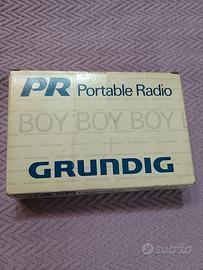 PR Portable Radio
BOY BOY BOY
GRUNDIG
subito